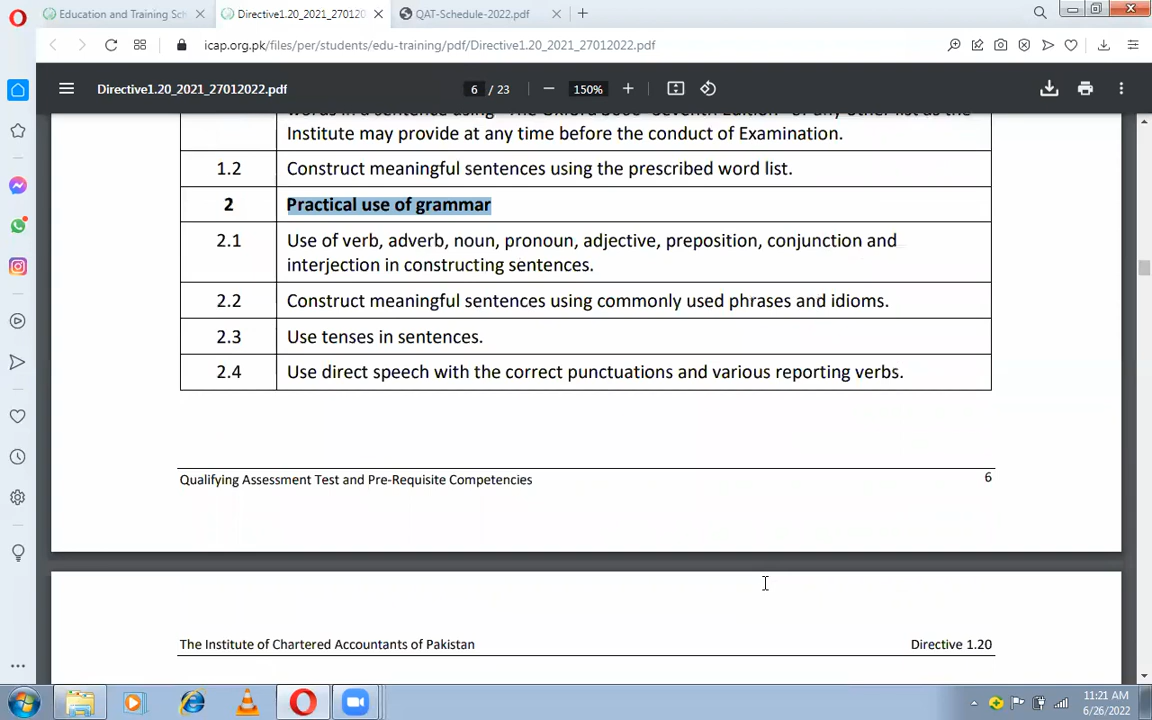 Education and Training Sch
Directive1.20_2021_270120
QAT-Schedule-2022.pdf
icap.org.pk/files/per/students/edu-training/pdf/Directive1.20_2021_27012022.pdf
Directive1.20_2021_27012022.pdf
6 / 23
150%
Institute may provide at any time before the conduct of Examination.
1.2 Construct meaningful sentences using the prescribed word list.
2 Practical use of grammar
2.1 Use of verb, adverb, noun, pronoun, adjective, preposition, conjunction and
interjection in constructing sentences.
2.2 Construct meaningful sentences using commonly used phrases and idioms.
2.3 Use tenses in sentences.
2.4 Use direct speech with the correct punctuations and various reporting verbs.
Qualifying Assessment Test and Pre-Requisite Competencies 6
The Institute of Chartered Accountants of Pakistan Directive 1.20
11:21 AM
6/26/2022